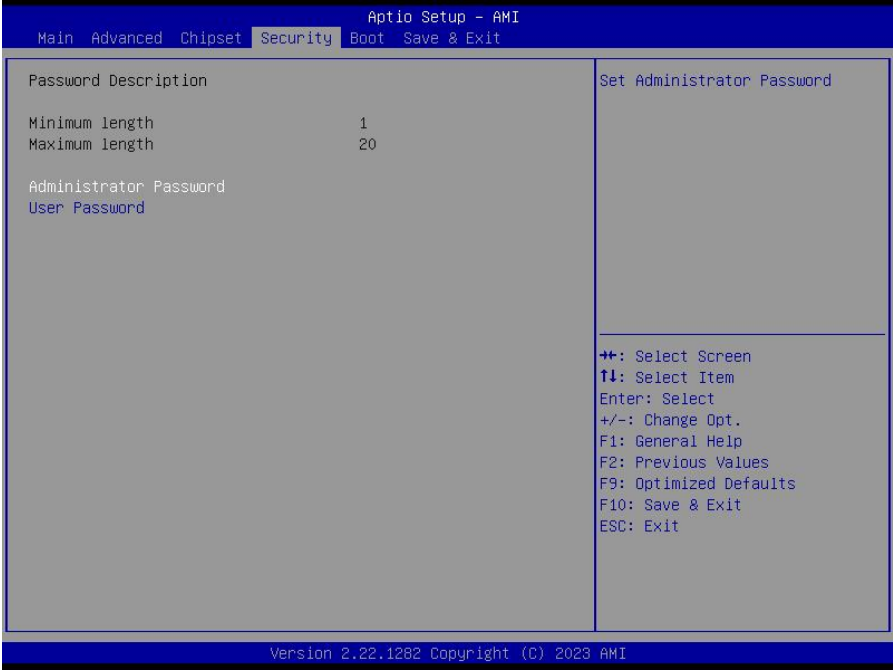 Aptio Setup – AMI
Main Advanced Chipset Security Boot Save & Exit
Password Description
Minimum length 1
Maximum length 20
Administrator Password
User Password
Set Administrator Password
→←: Select Screen
↑↓: Select Item
Enter: Select
+/-: Change Opt.
F1: General Help
F2: Previous Values
F9: Optimized Defaults
F10: Save & Exit
ESC: Exit
Version 2.22.1282 Copyright (C) 2023 AMI